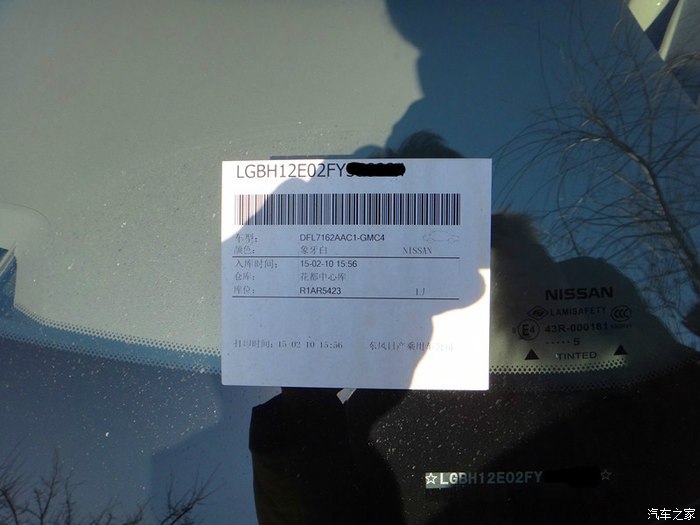 LGBH12E02FY
车型: DFL7162AAC1-GMC4
颜色: 象牙白 NISSAN
入库时间: 15-02-10 15:56
仓库: 花都中心库
库位: R1AR5423
打印时间:15-02-10 15:56 东风日产乘用车公司
NISSAN
LAMISAFETY
E4 43R-000181
····· 5
TINTED
☆LGBH12E02FY ☆
汽车之家